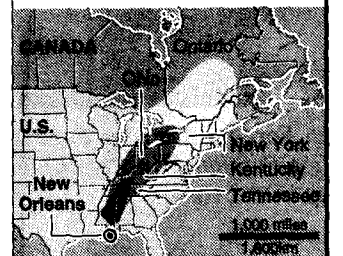 CANADA
Ontario
Ohio
U.S.
New York
Kentucky
Tennessee
New
Orleans
1,000 miles
1,600km